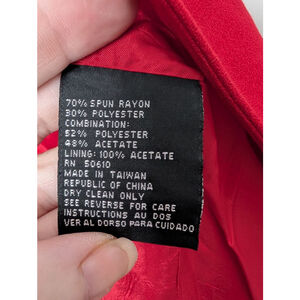 70% SPUN RAYON
30% POLYESTER
COMBINATION:
52% POLYESTER
48% ACETATE
LINING: 100% ACETATE
RN 50610
MADE IN TAIWAN
REPUBLIC OF CHINA
DRY CLEAN ONLY
SEE REVERSE FOR CARE
INSTRUCTIONS AU DOS
VER AL DORSO PARA CUIDADO